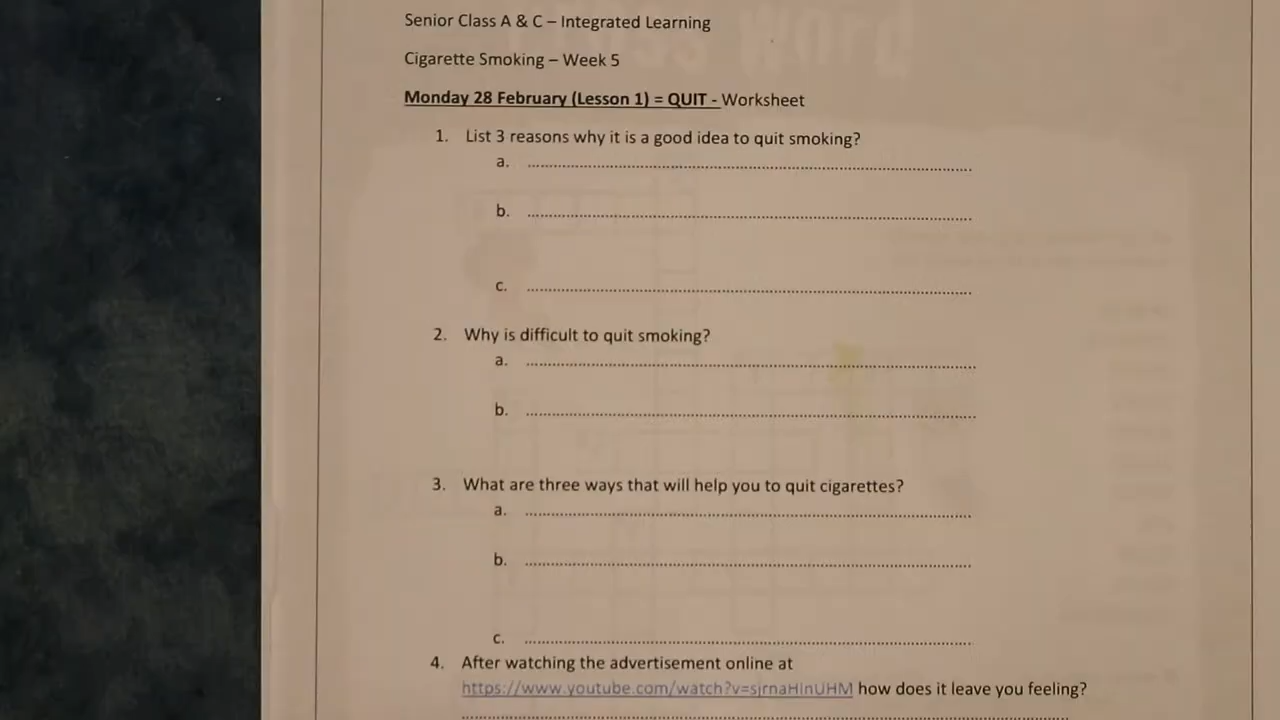 Senior Class A & C – Integrated Learning
Cigarette Smoking – Week 5
Monday 28 February (Lesson 1) = QUIT - Worksheet
1. List 3 reasons why it is a good idea to quit smoking?
a. ................................................
b. ................................................
c. ................................................
2. Why is difficult to quit smoking?
a. ................................................
b. ................................................
3. What are three ways that will help you to quit cigarettes?
a. ................................................
b. ................................................
c. ................................................
4. After watching the advertisement online at
https://www.youtube.com/watch?v=sjrnaHInUHM how does it leave you feeling?